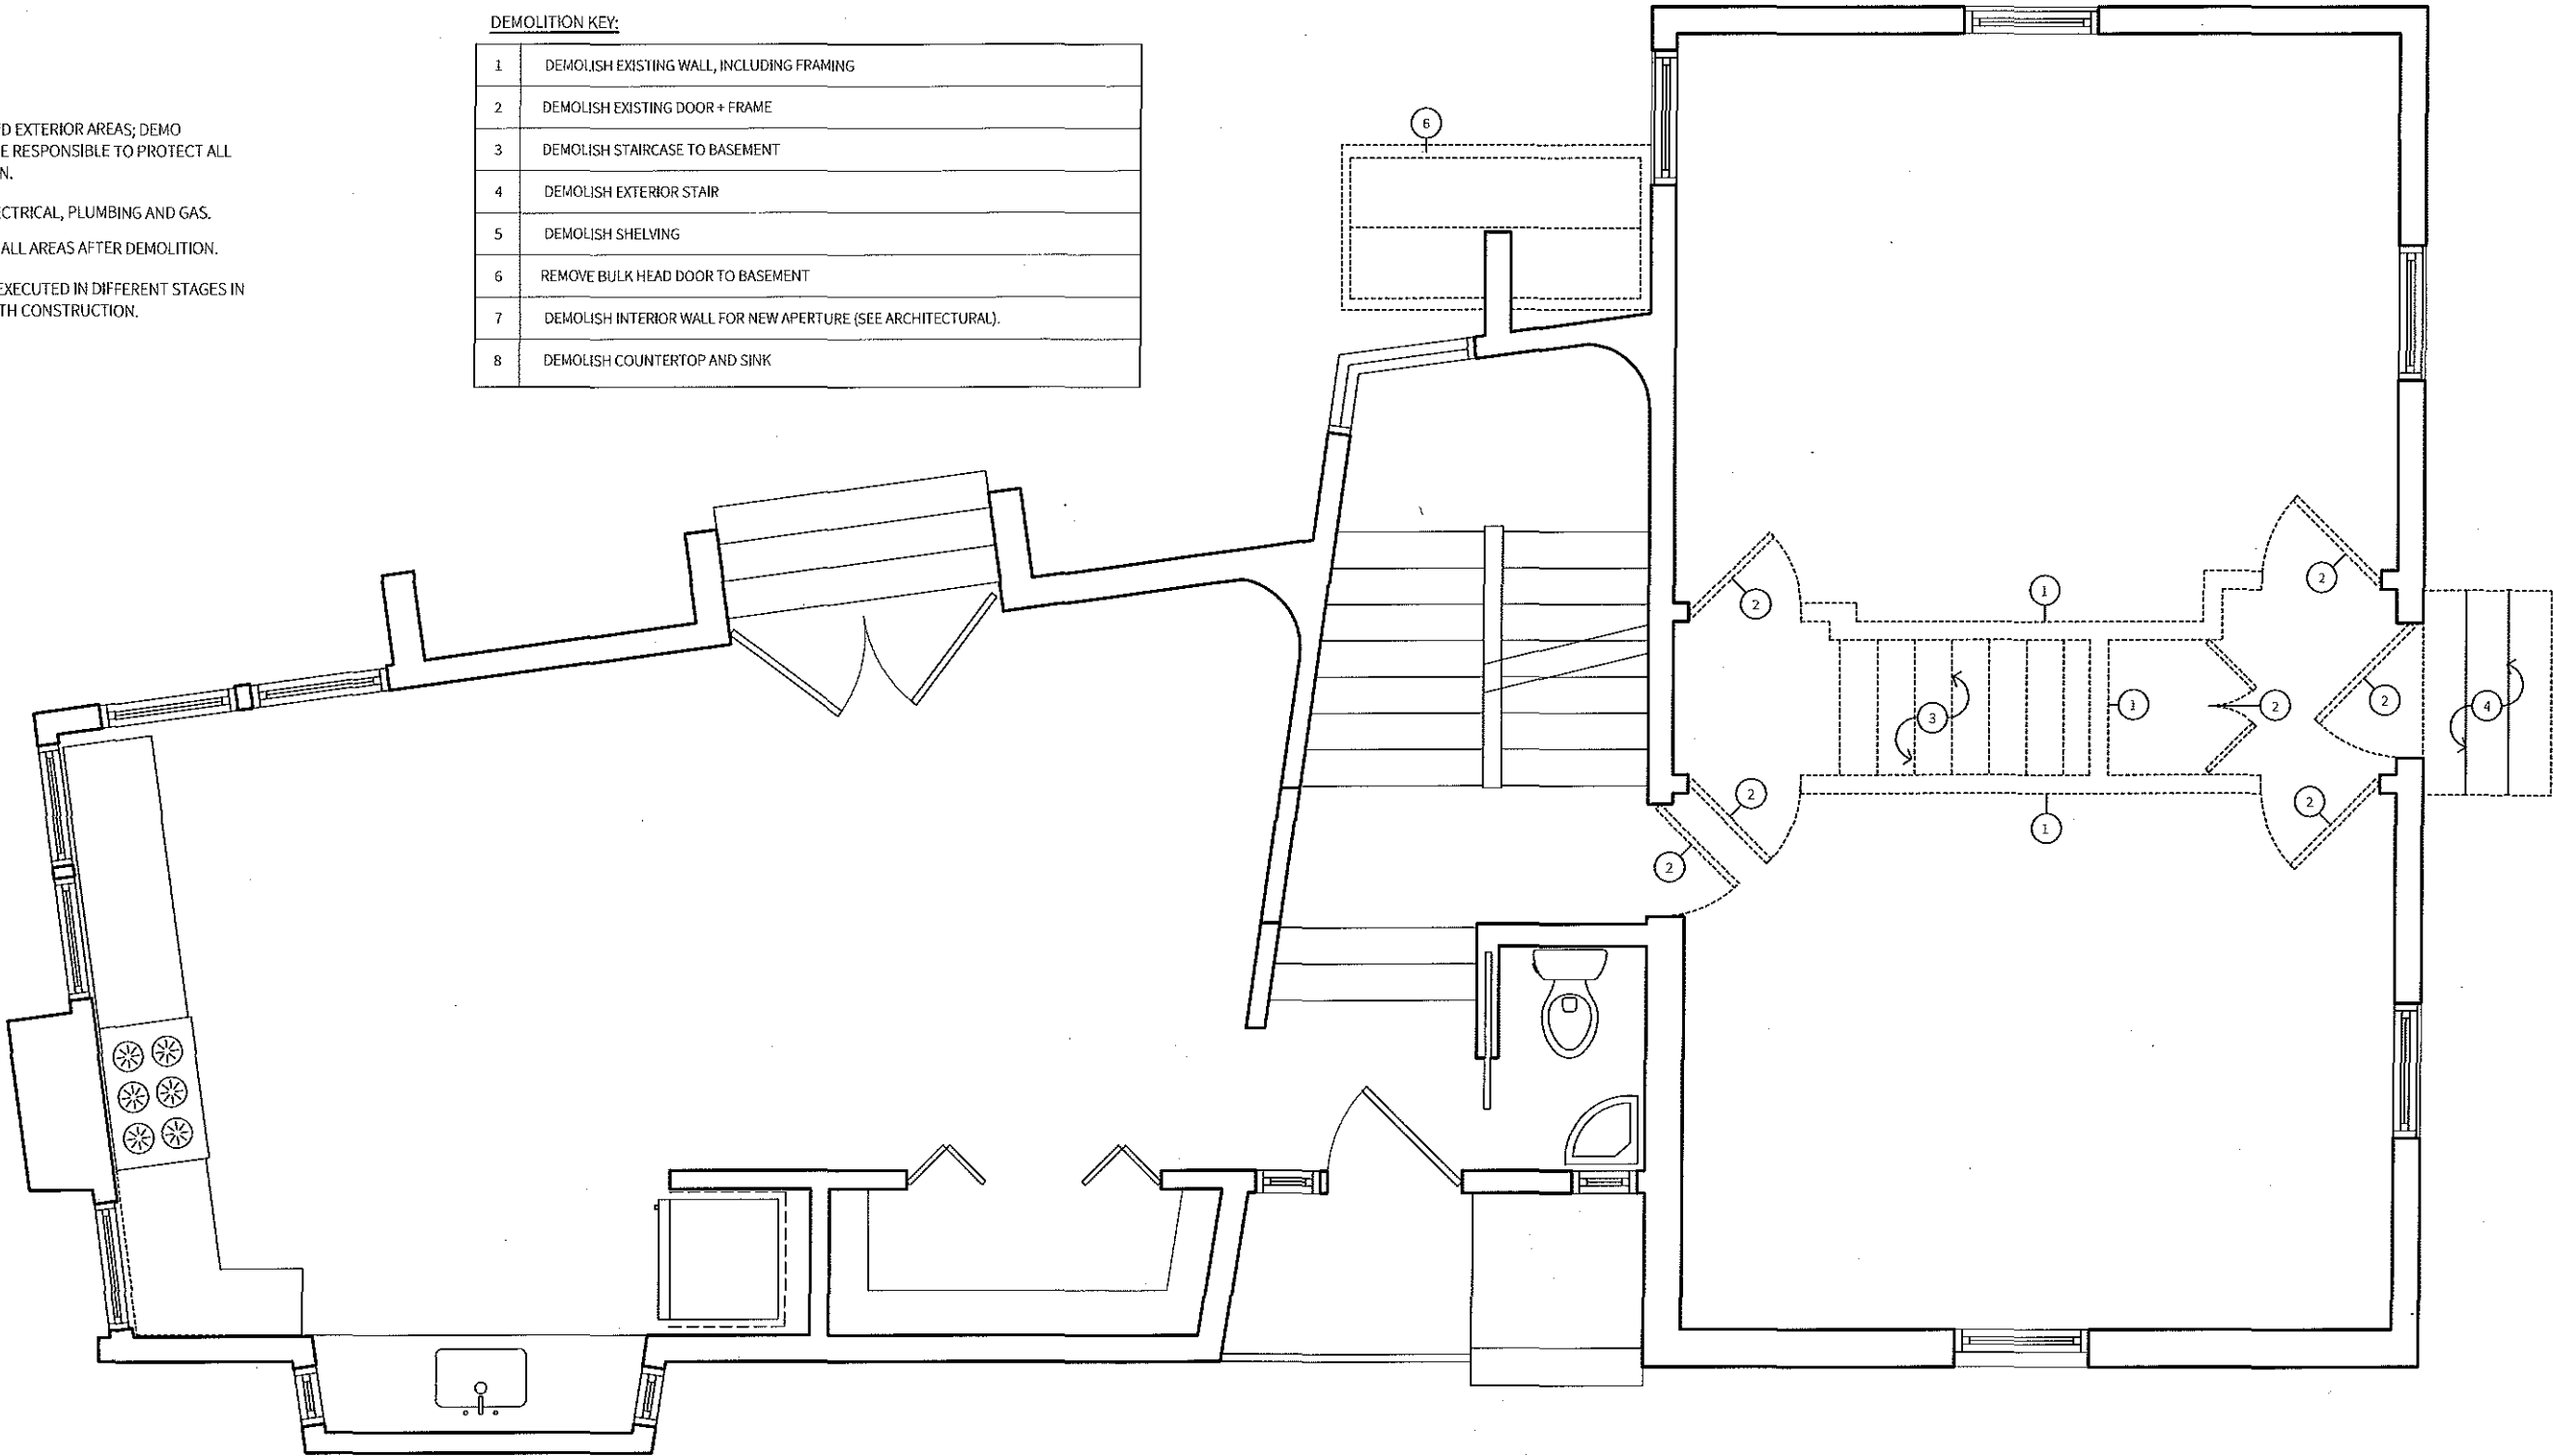 DEMOLITION KEY:
1 DEMOLISH EXISTING WALL, INCLUDING FRAMING
2 DEMOLISH EXISTING DOOR + FRAME
3 DEMOLISH STAIRCASE TO BASEMENT
4 DEMOLISH EXTERIOR STAIR
5 DEMOLISH SHELVING
6 REMOVE BULK HEAD DOOR TO BASEMENT
7 DEMOLISH INTERIOR WALL FOR NEW APERTURE (SEE ARCHITECTURAL).
8 DEMOLISH COUNTERTOP AND SINK
D EXTERIOR AREAS; DEMO
E RESPONSIBLE TO PROTECT ALL
N.
ECTRICAL, PLUMBING AND GAS.
ALL AREAS AFTER DEMOLITION.
EXECUTED IN DIFFERENT STAGES IN
TH CONSTRUCTION.
6
2
2
1
3
1
2
2
4
2
2
1
2